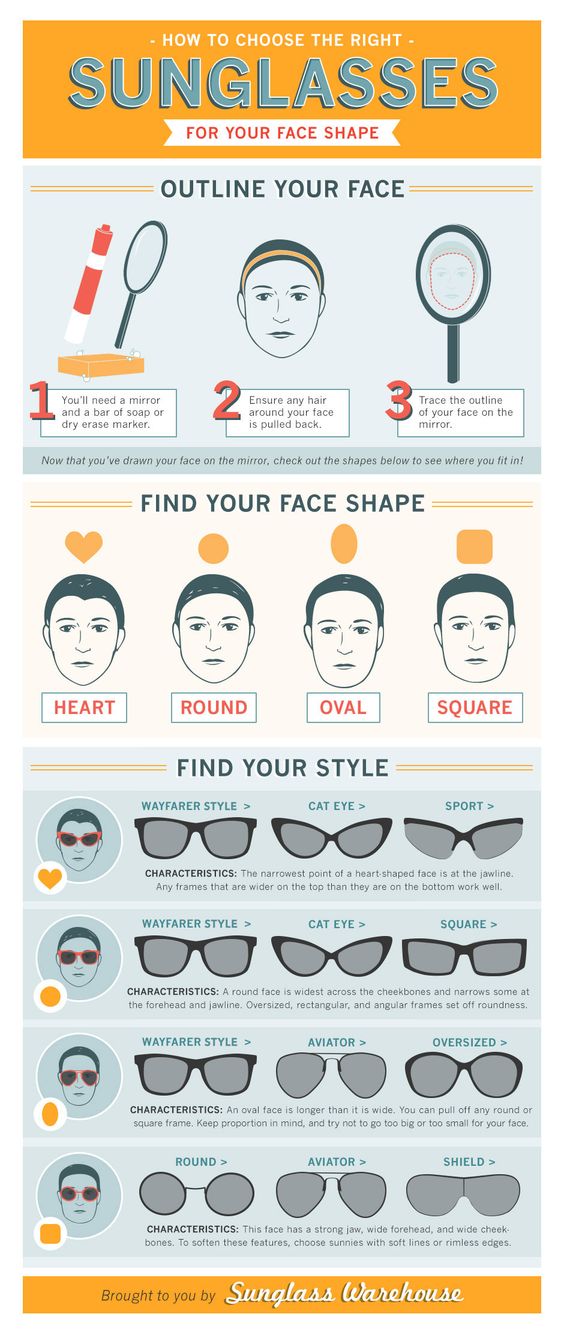 - HOW TO CHOOSE THE RIGHT -
SUNGLASSES
FOR YOUR FACE SHAPE
OUTLINE YOUR FACE
1 You'll need a mirror
and a bar of soap or
dry erase marker.
2 Ensure any hair
around your face
is pulled back.
3 Trace the outline
of your face on the
mirror.
Now that you've drawn your face on the mirror, check out the shapes below to see where you fit in!
FIND YOUR FACE SHAPE
HEART ROUND OVAL SQUARE
FIND YOUR STYLE
WAYFARER STYLE > CAT EYE > SPORT >
CHARACTERISTICS: The narrowest point of a heart-shaped face is at the jawline.
Any frames that are wider on the top than they are on the bottom work well.
WAYFARER STYLE > CAT EYE > SQUARE >
CHARACTERISTICS: A round face is widest across the cheekbones and narrows some at
the forehead and jawline. Oversized, rectangular, and angular frames set off roundness.
WAYFARER STYLE > AVIATOR > OVERSIZED >
CHARACTERISTICS: An oval face is longer than it is wide. You can pull off any round or
square frame. Keep proportion in mind, and try not to go too big or too small for your face.
ROUND > AVIATOR > SHIELD >
CHARACTERISTICS: This face has a strong jaw, wide forehead, and wide cheek-
bones. To soften these features, choose sunnies with soft lines or rimless edges.
Brought to you by Sunglass Warehouse